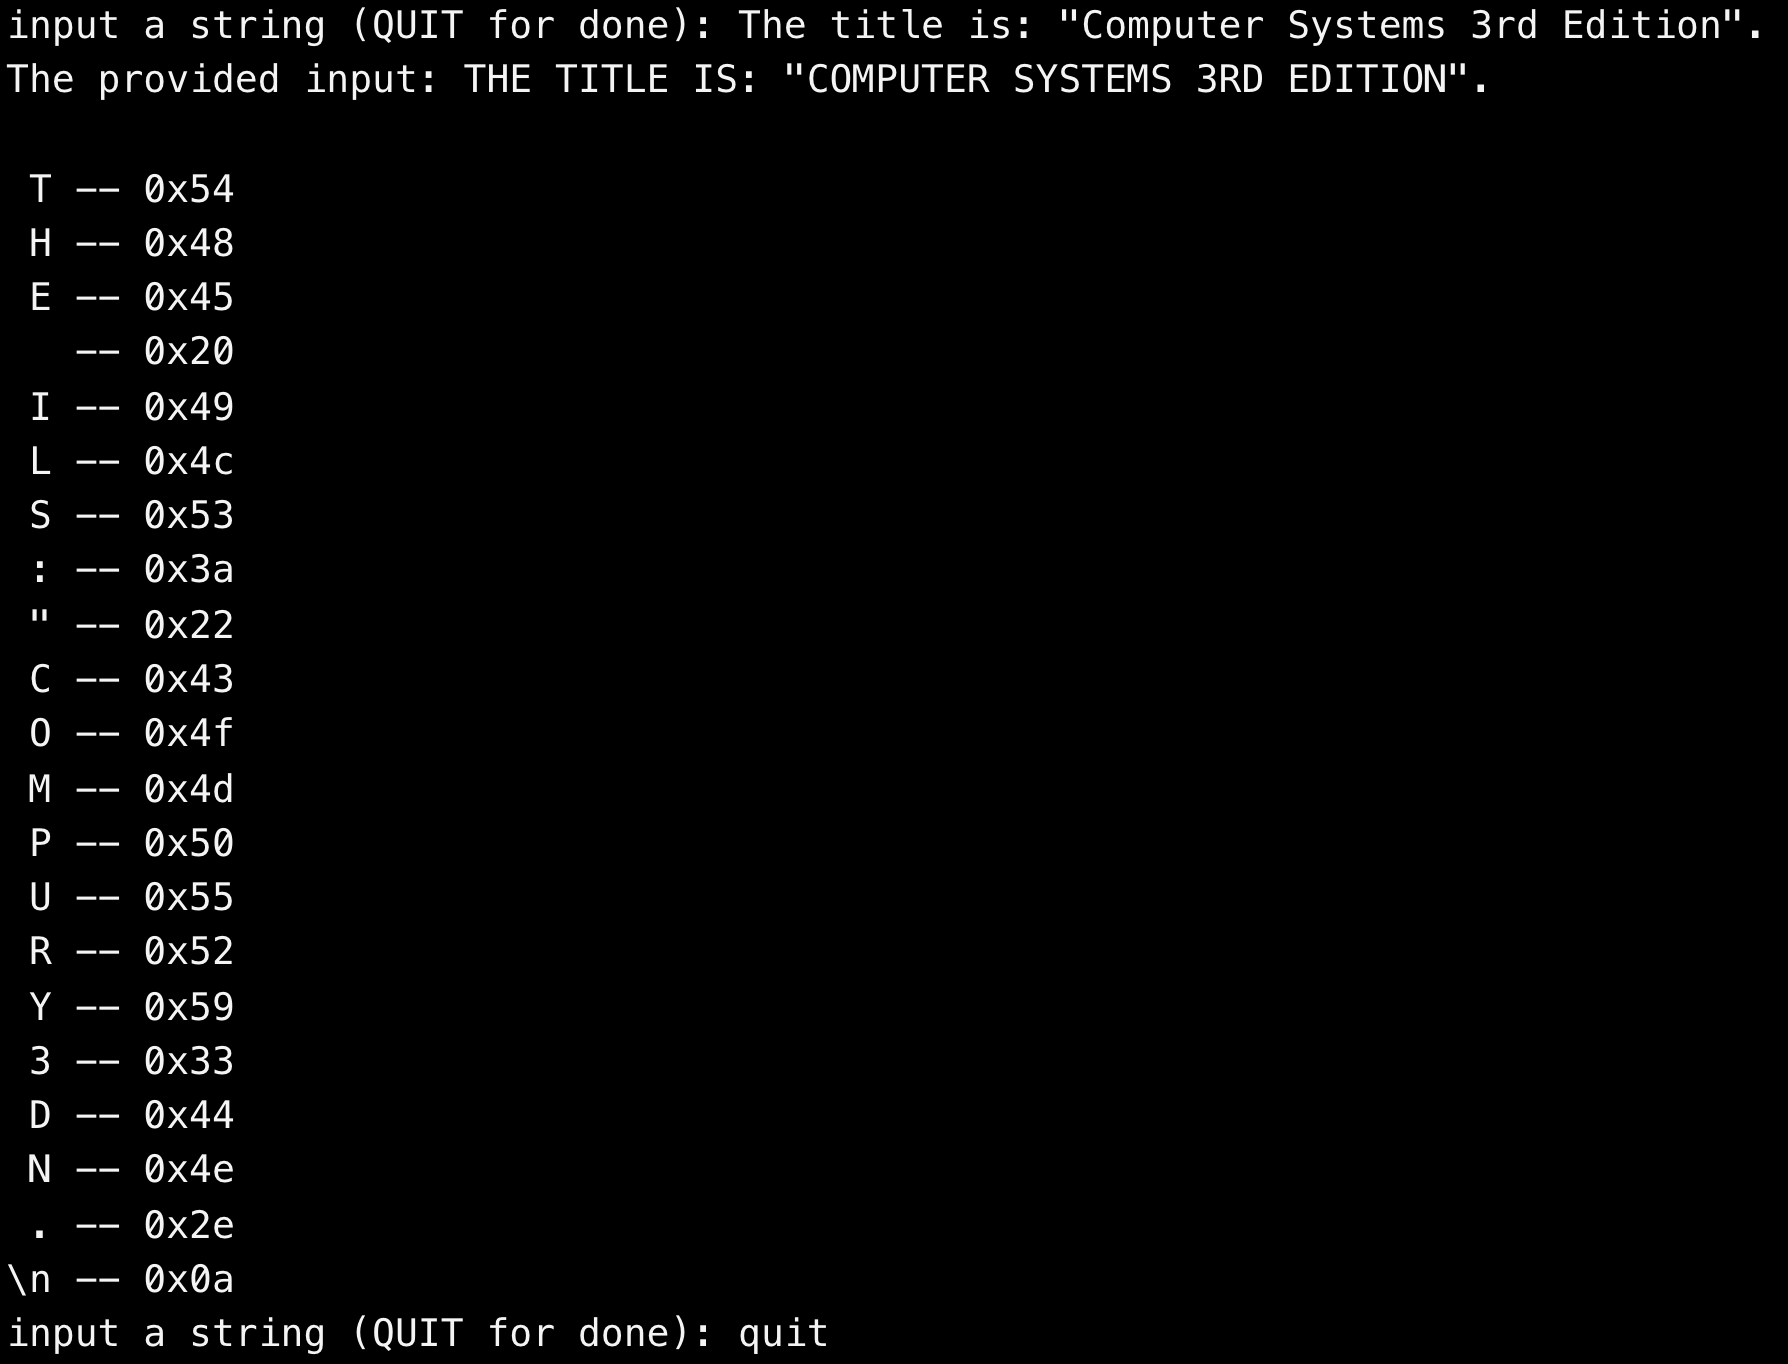 input a string (QUIT for done): The title is: "Computer Systems 3rd Edition".
The provided input: THE TITLE IS: "COMPUTER SYSTEMS 3RD EDITION".

 T -- 0x54
 H -- 0x48
 E -- 0x45
   -- 0x20
 I -- 0x49
 L -- 0x4c
 S -- 0x53
 : -- 0x3a
 " -- 0x22
 C -- 0x43
 O -- 0x4f
 M -- 0x4d
 P -- 0x50
 U -- 0x55
 R -- 0x52
 Y -- 0x59
 3 -- 0x33
 D -- 0x44
 N -- 0x4e
 . -- 0x2e
\n -- 0x0a
input a string (QUIT for done): quit